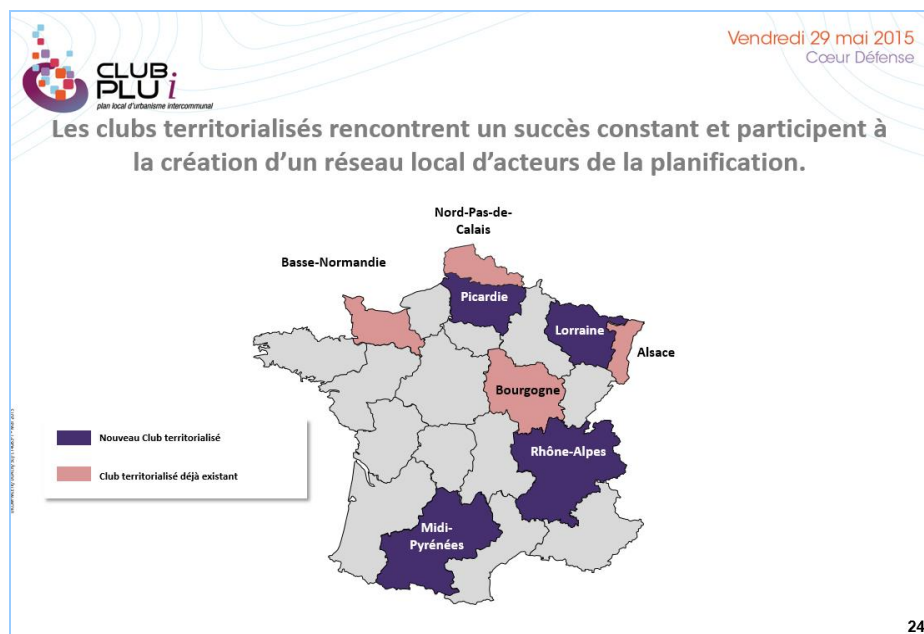 Vendredi 29 mai 2015
Cœur Défense
CLUB
PLUi
plan local d'urbanisme intercommunal
Les clubs territorialisés rencontrent un succès constant et participent à
la création d'un réseau local d'acteurs de la planification.
Nord-Pas-de-
Calais
Basse-Normandie
Picardie
Lorraine
Alsace
Bourgogne
Rhône-Alpes
Midi-
Pyrénées
Nouveau Club territorialisé
Club territorialisé déjà existant
24